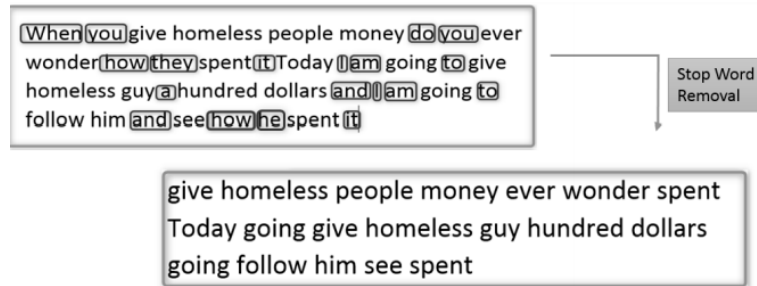 When you give homeless people money do you ever
wonder how they spent it Today I am going to give
homeless guy a hundred dollars and I am going to
follow him and see how he spent it
Stop Word
Removal
give homeless people money ever wonder spent
Today going give homeless guy hundred dollars
going follow him see spent